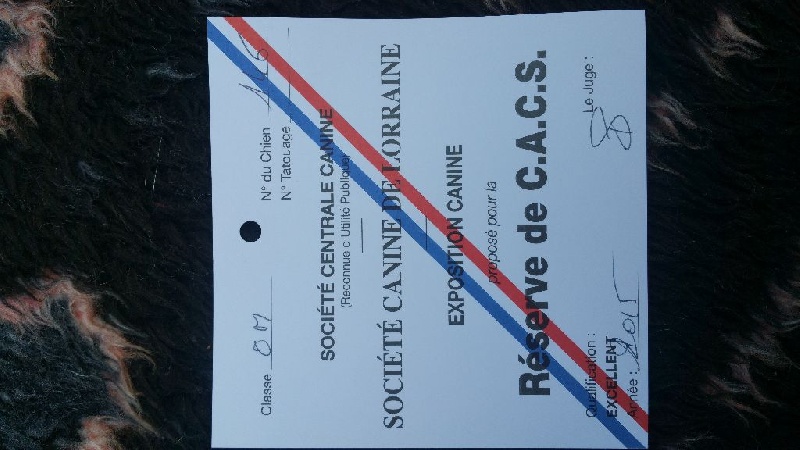 Classe OM N° du Chien 116
N° Tatouage
SOCIÉTÉ CENTRALE CANINE
(Reconnue d'Utilité Publique)
SOCIÉTÉ CANINE DE LORRAINE
EXPOSITION CANINE
proposé pour la
Réserve de C.A.C.S.
Qualification : Le Juge :
EXCELLENT
Année : 2015